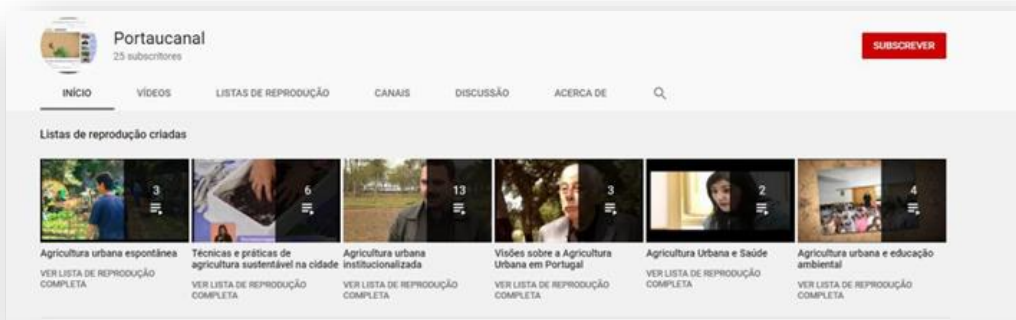 Portaucanal
25 subscritores
SUBSCREVER
INÍCIO VÍDEOS LISTAS DE REPRODUÇÃO CANAIS DISCUSSÃO ACERCA DE
Listas de reprodução criadas
3
6
13
3
2
4
Agricultura urbana espontânea
VER LISTA DE REPRODUÇÃO
COMPLETA
Técnicas e práticas de
agricultura sustentável na cidade
VER LISTA DE REPRODUÇÃO
COMPLETA
Agricultura urbana
institucionalizada
VER LISTA DE REPRODUÇÃO
COMPLETA
Visões sobre a Agricultura
Urbana em Portugal
VER LISTA DE REPRODUÇÃO
COMPLETA
Agricultura Urbana e Saúde
VER LISTA DE REPRODUÇÃO
COMPLETA
Agricultura urbana e educação
ambiental
VER LISTA DE REPRODUÇÃO
COMPLETA